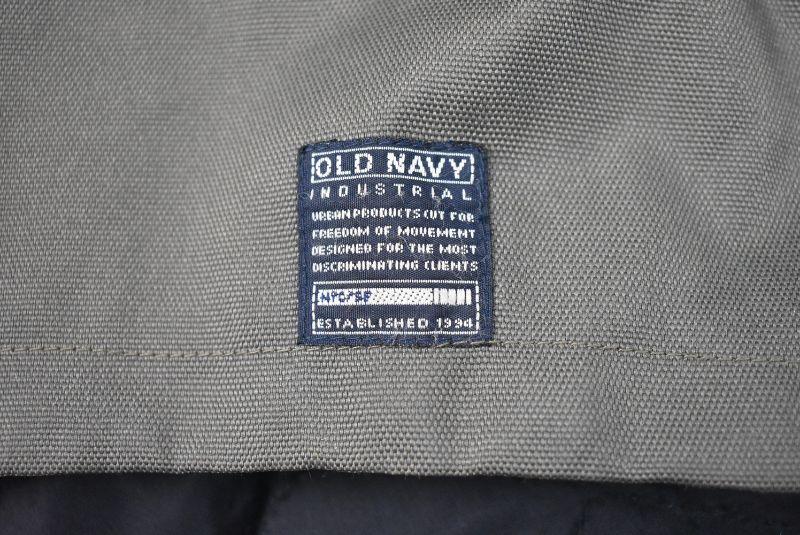 OLD NAVY
INDUSTRIAL
URBAN PRODUCTS CUT FOR
FREEDOM OF MOVEMENT
DESIGNED FOR THE MOST
DISCRIMINATING CLIENTS
NYC/SF
ESTABLISHED 1994